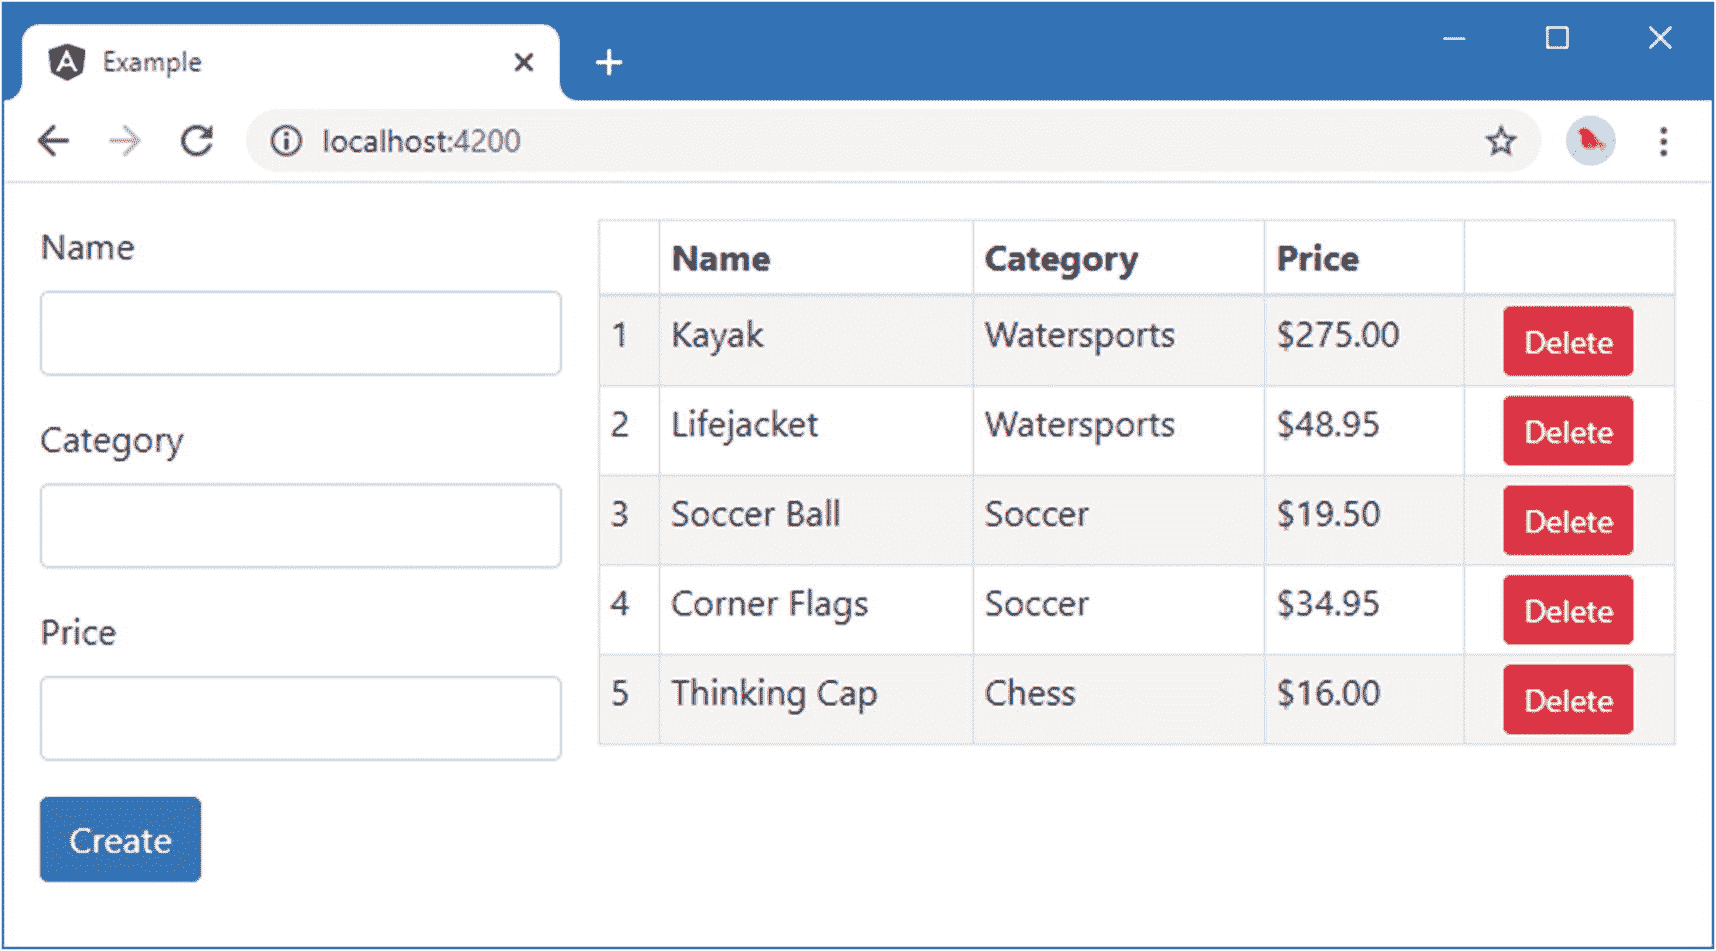 Example
localhost:4200
Name
Category
Price
Create
Name Category Price
1 Kayak Watersports $275.00 Delete
2 Lifejacket Watersports $48.95 Delete
3 Soccer Ball Soccer $19.50 Delete
4 Corner Flags Soccer $34.95 Delete
5 Thinking Cap Chess $16.00 Delete